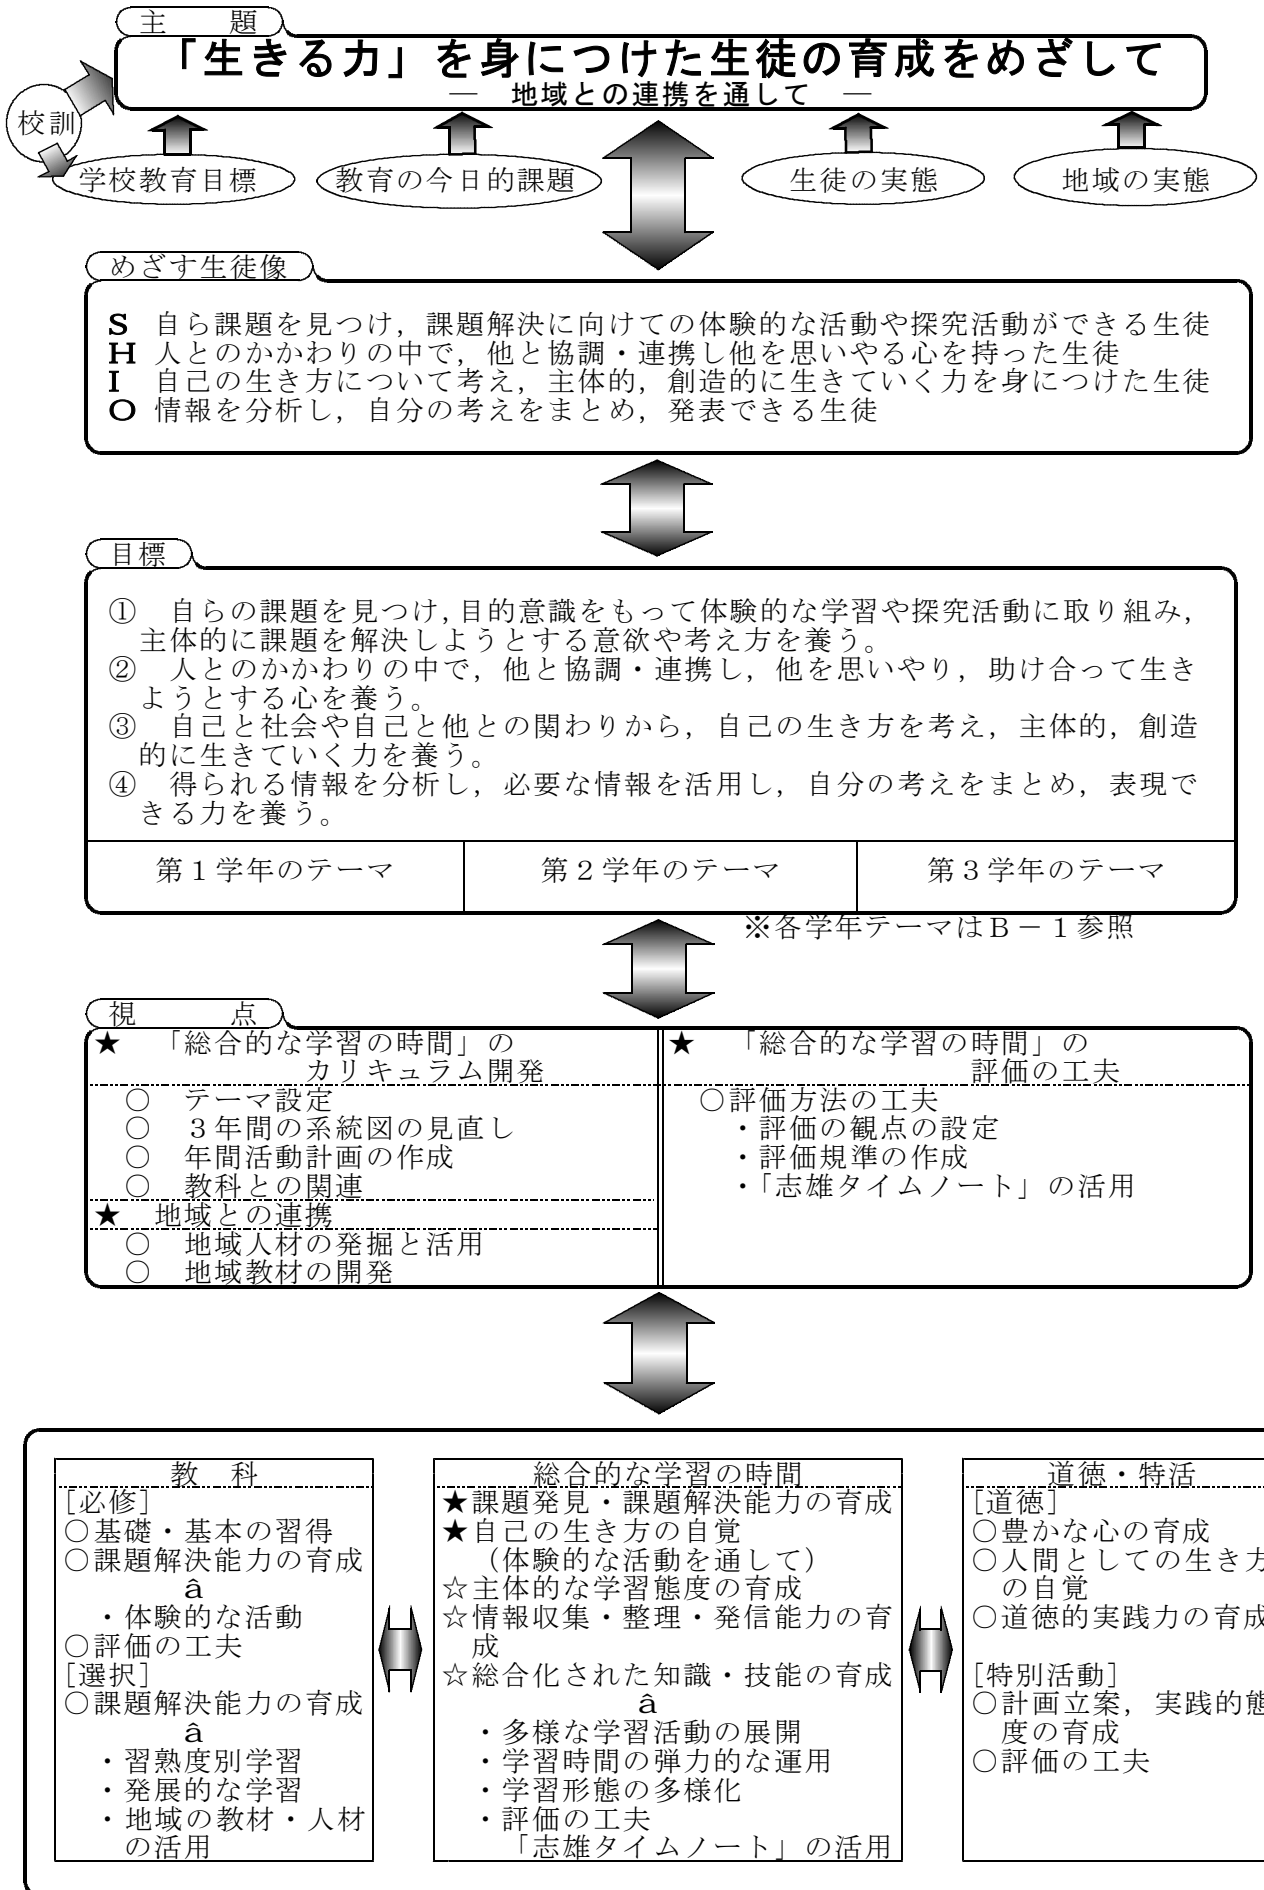 主　　題
「生きる力」を身につけた生徒の育成をめざして
―　地域との連携を通して　―
校訓
学校教育目標
教育の今日的課題
生徒の実態
地域の実態
めざす生徒像
S 自ら課題を見つけ，課題解決に向けての体験的な活動や探究活動ができる生徒
H 人とのかかわりの中で，他と協調・連携し他を思いやる心を持った生徒
I 自己の生き方について考え，主体的，創造的に生きていく力を身につけた生徒
O 情報を分析し，自分の考えをまとめ，発表できる生徒
目標
①　自らの課題を見つけ，目的意識をもって体験的な学習や探究活動に取り組み，
主体的に課題を解決しようとする意欲や考え方を養う。
②　人とのかかわりの中で，他と協調・連携し，他を思いやり，助け合って生き
ようとする心を養う。
③　自己と社会や自己と他との関わりから，自己の生き方を考え，主体的，創造
的に生きていく力を養う。
④　得られる情報を分析し，必要な情報を活用し，自分の考えをまとめ，表現で
きる力を養う。
第１学年のテーマ
第２学年のテーマ
第３学年のテーマ
※各学年テーマはＢ－１参照
視　　点
★　「総合的な学習の時間」の
カリキュラム開発
○　テーマ設定
○　３年間の系統図の見直し
○　年間活動計画の作成
○　教科との関連
★　地域との連携
○　地域人材の発掘と活用
○　地域教材の開発
★　「総合的な学習の時間」の
評価の工夫
○評価方法の工夫
・評価の観点の設定
・評価規準の作成
・「志雄タイムノート」の活用
教　科
[必修]
○基礎・基本の習得
○課題解決能力の育成
â
・体験的な活動
○評価の工夫
[選択]
○課題解決能力の育成
â
・習熟度別学習
・発展的な学習
・地域の教材・人材
の活用
総合的な学習の時間
★課題発見・課題解決能力の育成
★自己の生き方の自覚
（体験的な活動を通して）
☆主体的な学習態度の育成
☆情報収集・整理・発信能力の育
成
☆総合化された知識・技能の育成
â
・多様な学習活動の展開
・学習時間の弾力的な運用
・学習形態の多様化
・評価の工夫
「志雄タイムノート」の活用
道徳・特活
[道徳]
○豊かな心の育成
○人間としての生き方
の自覚
○道徳的実践力の育成
[特別活動]
○計画立案，実践的態
度の育成
○評価の工夫